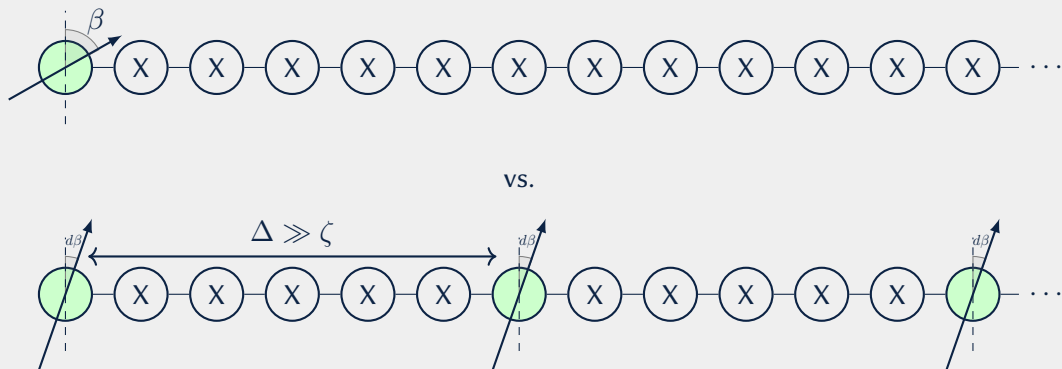 β
X X X X X X X X X X X X ···
vs.
Δ ≫ ζ
dβ dβ dβ
X X X X X X X X X X ···